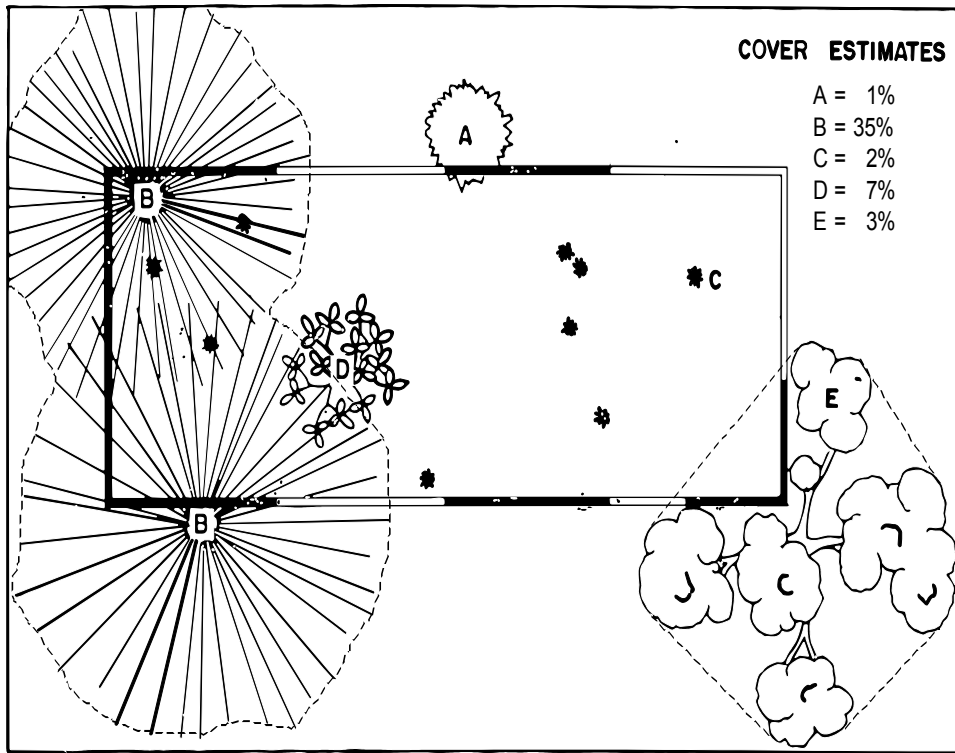 COVER ESTIMATES
A = 1%
B = 35%
C = 2%
D = 7%
E = 3%
A
B
C
D
E
B
C